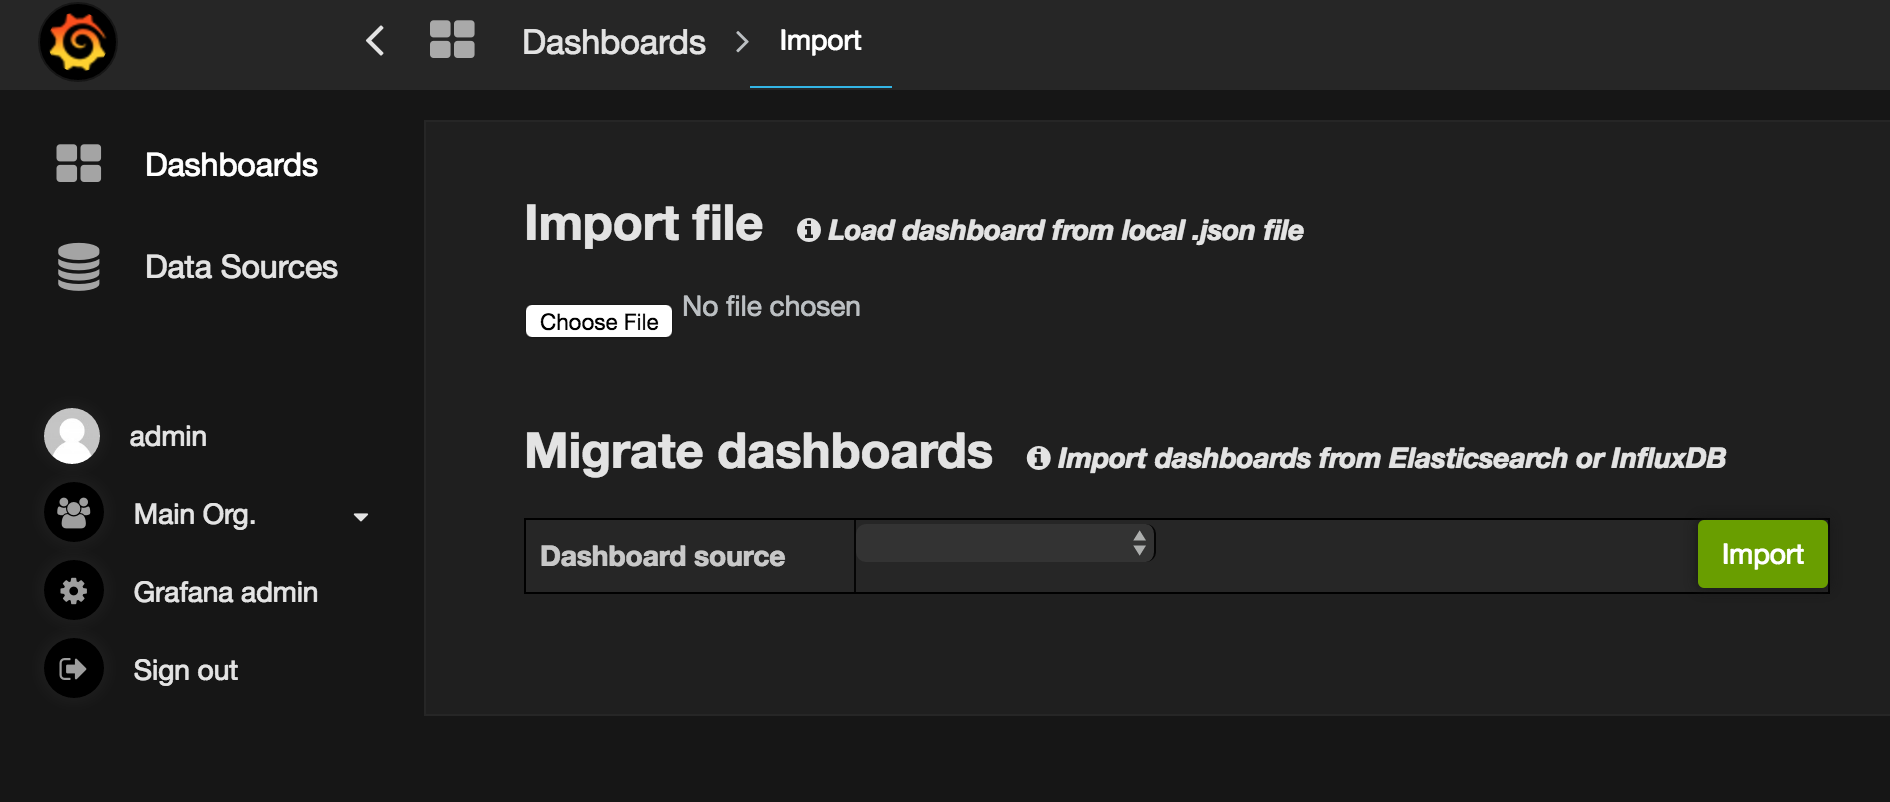 Dashboards
Import
Dashboards
Data Sources
admin
Main Org.
Grafana admin
Sign out
Import file Load dashboard from local .json file
Choose File No file chosen
Migrate dashboards Import dashboards from Elasticsearch or InfluxDB
Dashboard source
Import